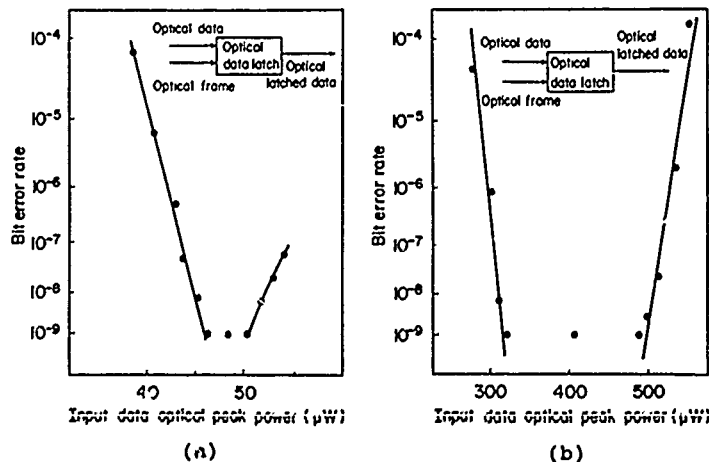 Optical data
Optical
data latch
Optical
latched data
Optical frame
10-4
10-5
10-6
10-7
10-8
10-9
Bit error rate
40
50
Input data optical peak power (μW)
(a)
Optical data
Optical
data latch
Optical
latched data
Optical frame
10-4
10-5
10-6
10-7
10-8
10-9
Bit error rate
300
400
500
Input data optical peak power (μW)
(b)